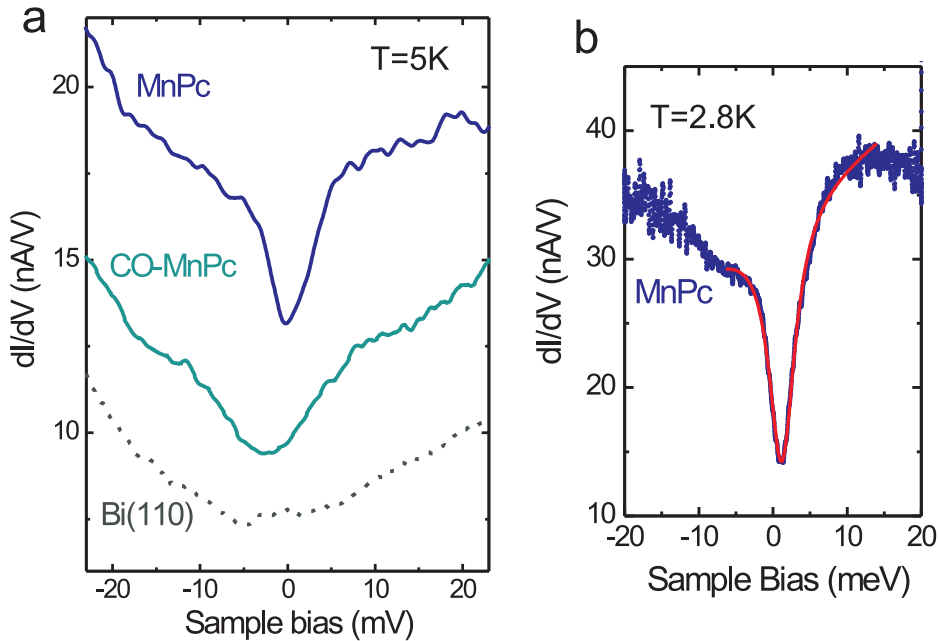 a
T=5K
MnPc
CO-MnPc
Bi(110)
20
15
10
dI/dV (nA/V)
-20 -10 0 10 20
Sample bias (mV)
b
T=2.8K
MnPc
40
30
20
10
dI/dV (nA/V)
-20 -10 0 10 20
Sample Bias (meV)